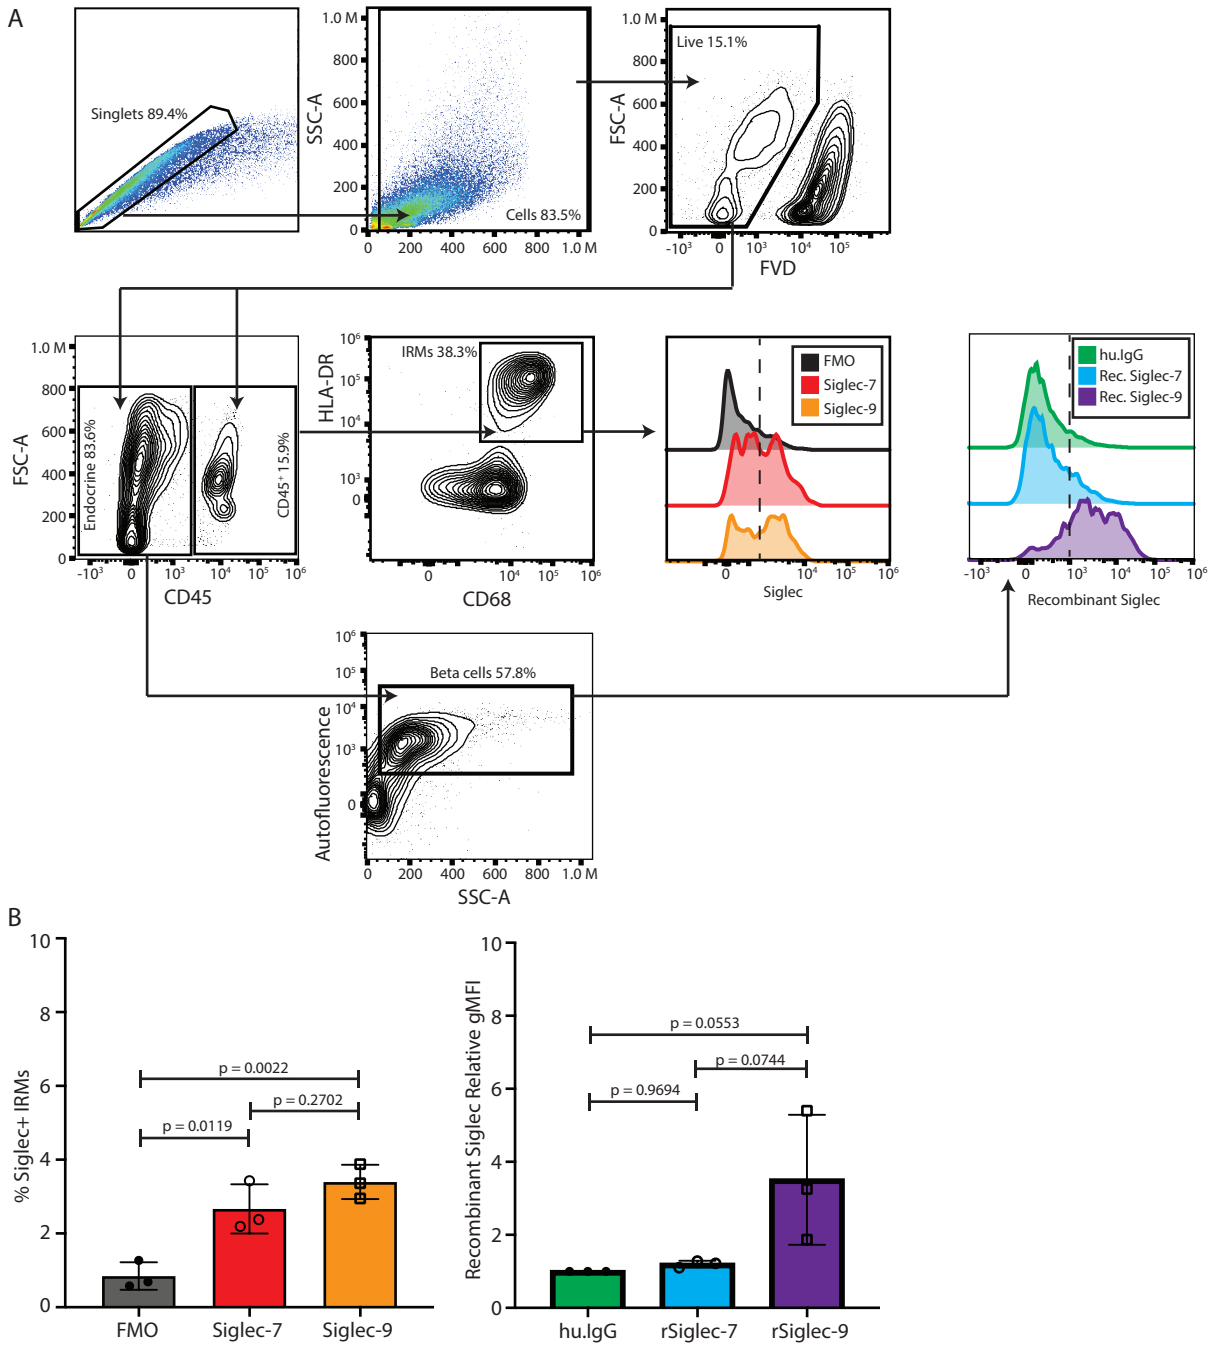 A
Singlets 89.4%
SSC-A
1.0 M
800
600
400
200
0
Cells 83.5%
0 200 400 600 800 1.0 M
FSC-A
1.0 M
800
600
400
200
0
Live 15.1%
-10³ 0 10³ 10⁴ 10⁵
FVD
FSC-A
1.0 M
800
600
400
200
0
Endocrine 83.6%
CD45⁺ 15.9%
-10³ 0 10³ 10⁴ 10⁵ 10⁶
CD45
HLA-DR
10⁶
10⁵
10⁴
10³
0
IRMs 38.3%
0 10⁴ 10⁵ 10⁶
CD68
FMO
Siglec-7
Siglec-9
0 10⁴ 10⁵ 10⁶
Siglec
hu.IgG
Rec. Siglec-7
Rec. Siglec-9
-10³ 0 10³ 10⁴ 10⁵ 10⁶
Recombinant Siglec
Autofluorescence
10⁶
10⁵
10⁴
10³
0
Beta cells 57.8%
0 200 400 600 800 1.0 M
SSC-A
B
% Siglec+ IRMs
10
8
6
4
2
0
p = 0.0022
p = 0.2702
p = 0.0119
FMO Siglec-7 Siglec-9
Recombinant Siglec Relative gMFI
10
8
6
4
2
0
p = 0.0553
p = 0.0744
p = 0.9694
hu.IgG rSiglec-7 rSiglec-9